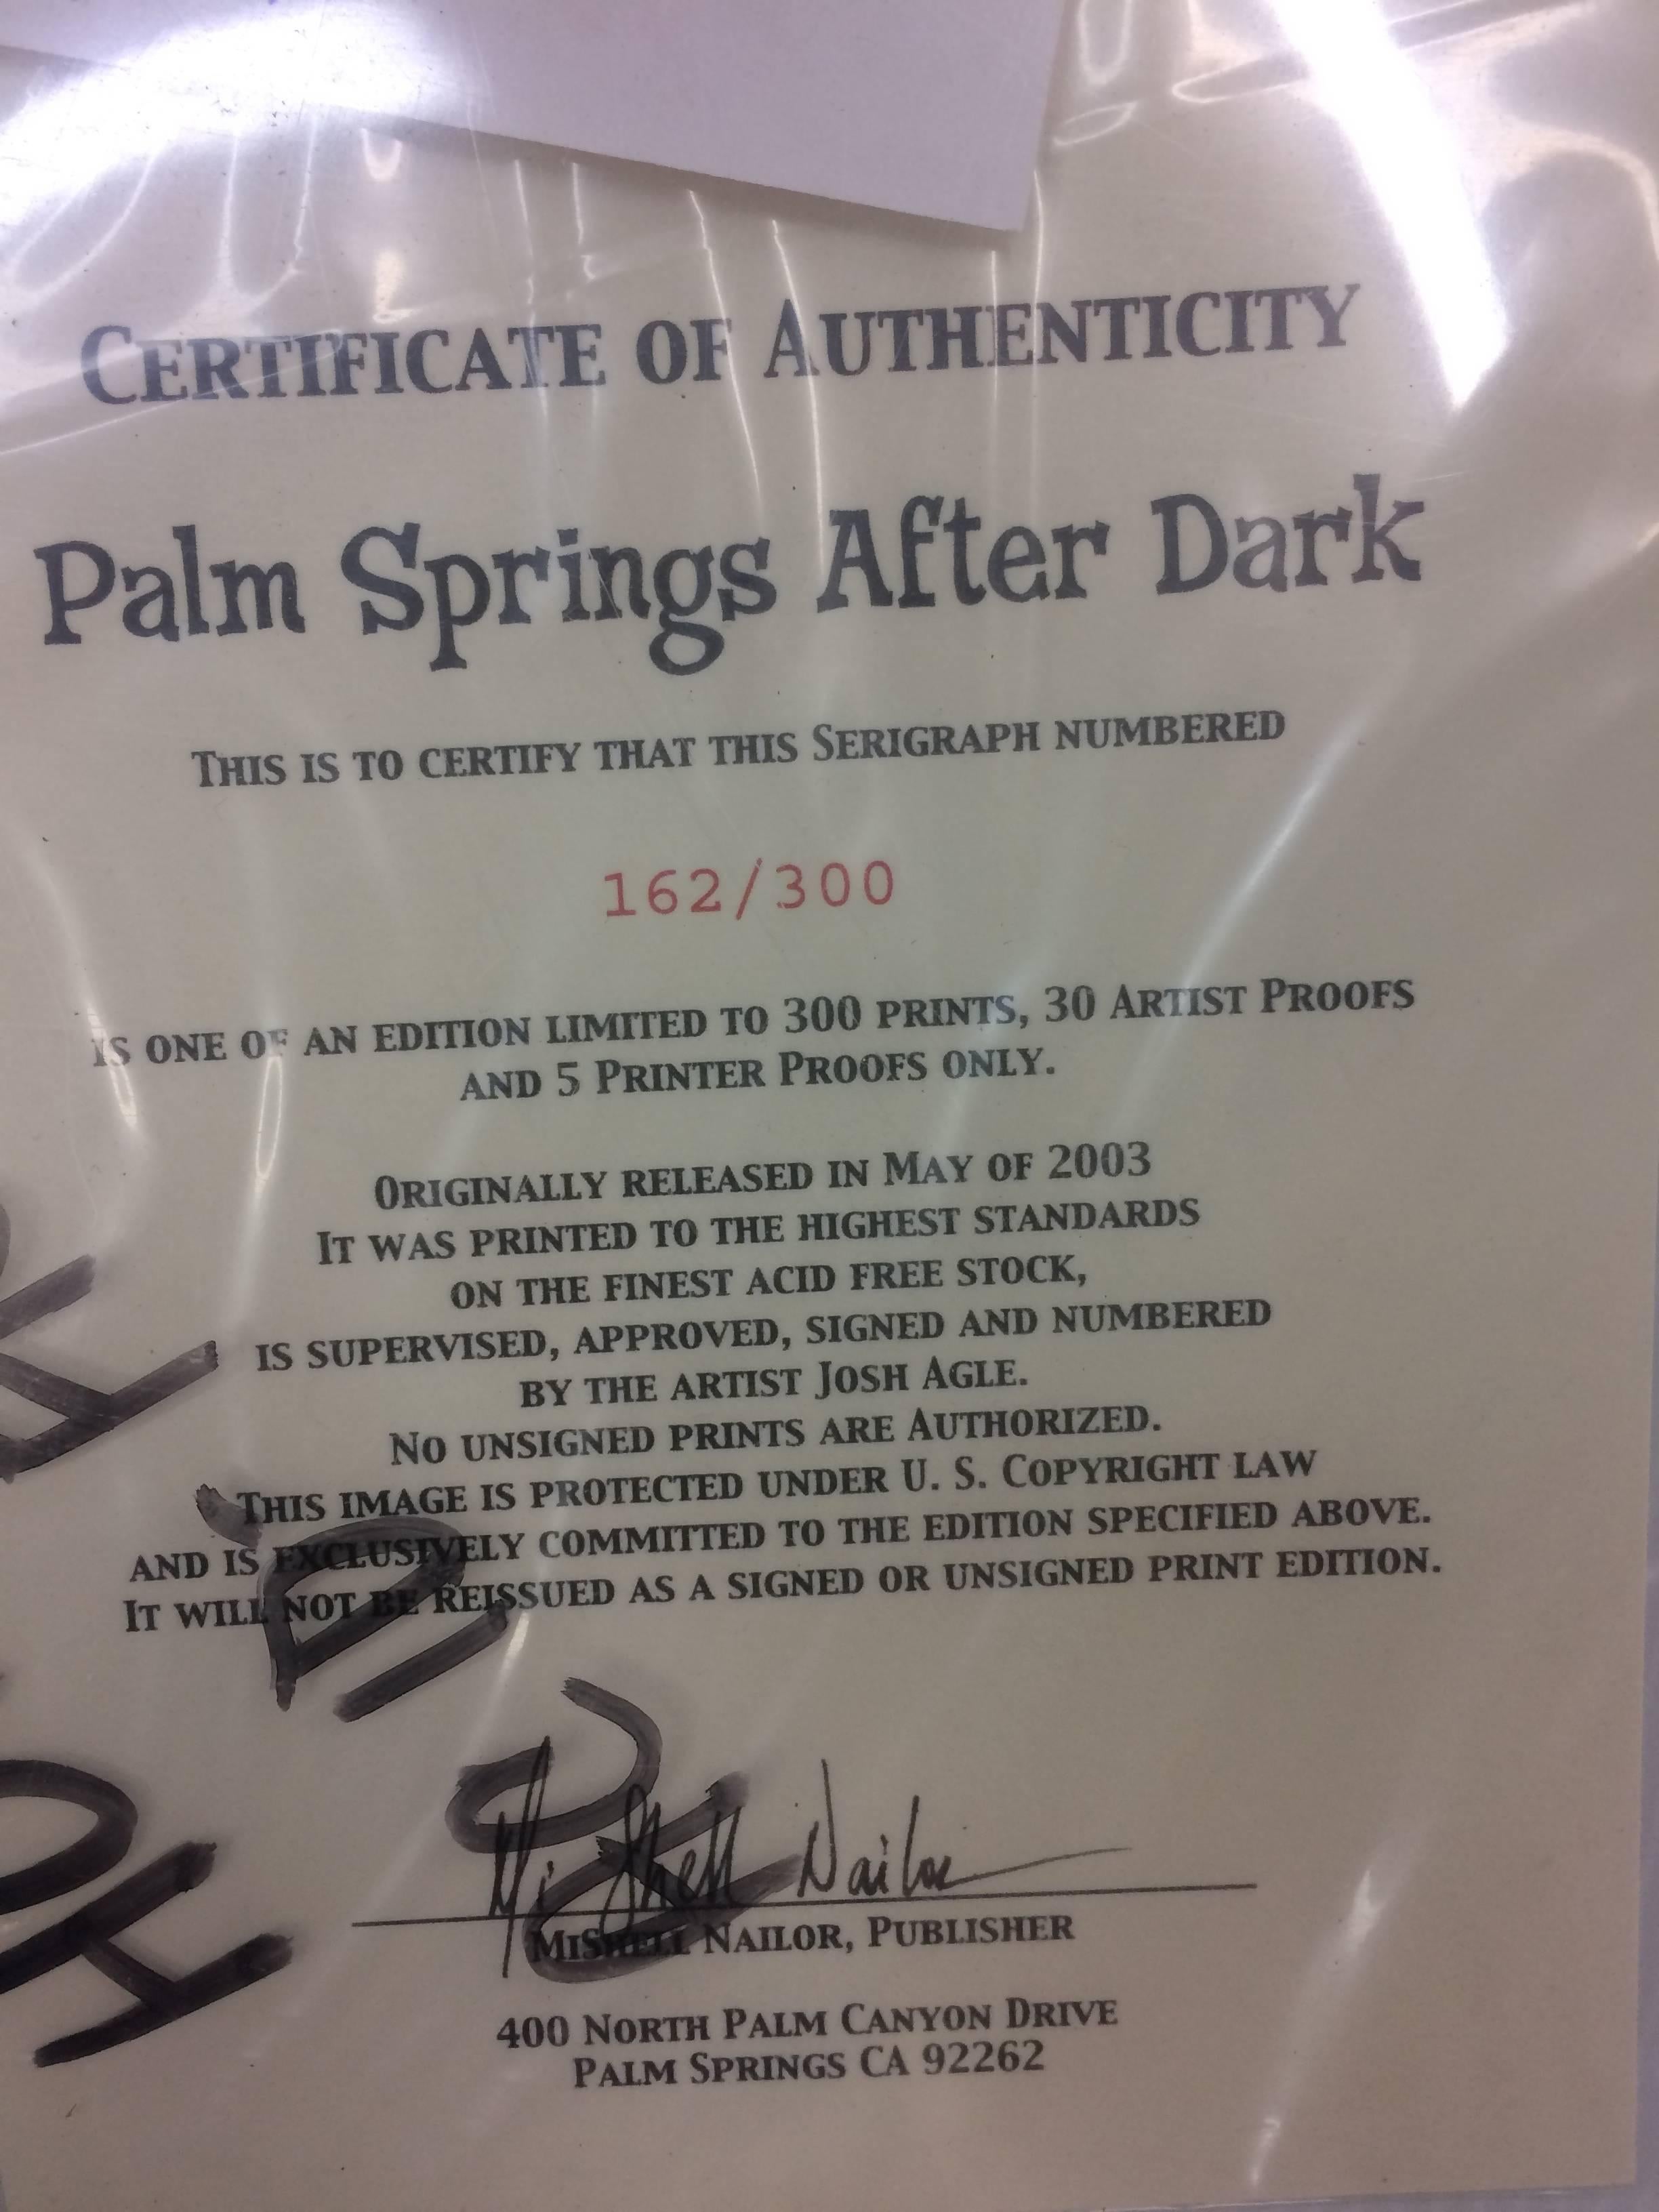 CERTIFICATE OF AUTHENTICITY
Palm Springs After Dark
THIS IS TO CERTIFY THAT THIS SERIGRAPH NUMBERED
162/300
IS ONE OF AN EDITION LIMITED TO 300 PRINTS, 30 ARTIST PROOFS
AND 5 PRINTER PROOFS ONLY.
ORIGINALLY RELEASED IN MAY OF 2003
IT WAS PRINTED TO THE HIGHEST STANDARDS
ON THE FINEST ACID FREE STOCK,
IS SUPERVISED, APPROVED, SIGNED AND NUMBERED
BY THE ARTIST JOSH AGLE.
NO UNSIGNED PRINTS ARE AUTHORIZED.
THIS IMAGE IS PROTECTED UNDER U. S. COPYRIGHT LAW
AND IS EXCLUSIVELY COMMITTED TO THE EDITION SPECIFIED ABOVE.
IT WILL NOT BE REISSUED AS A SIGNED OR UNSIGNED PRINT EDITION.
MiShell Nailor
MISHELL NAILOR, PUBLISHER
400 NORTH PALM CANYON DRIVE
PALM SPRINGS CA 92262